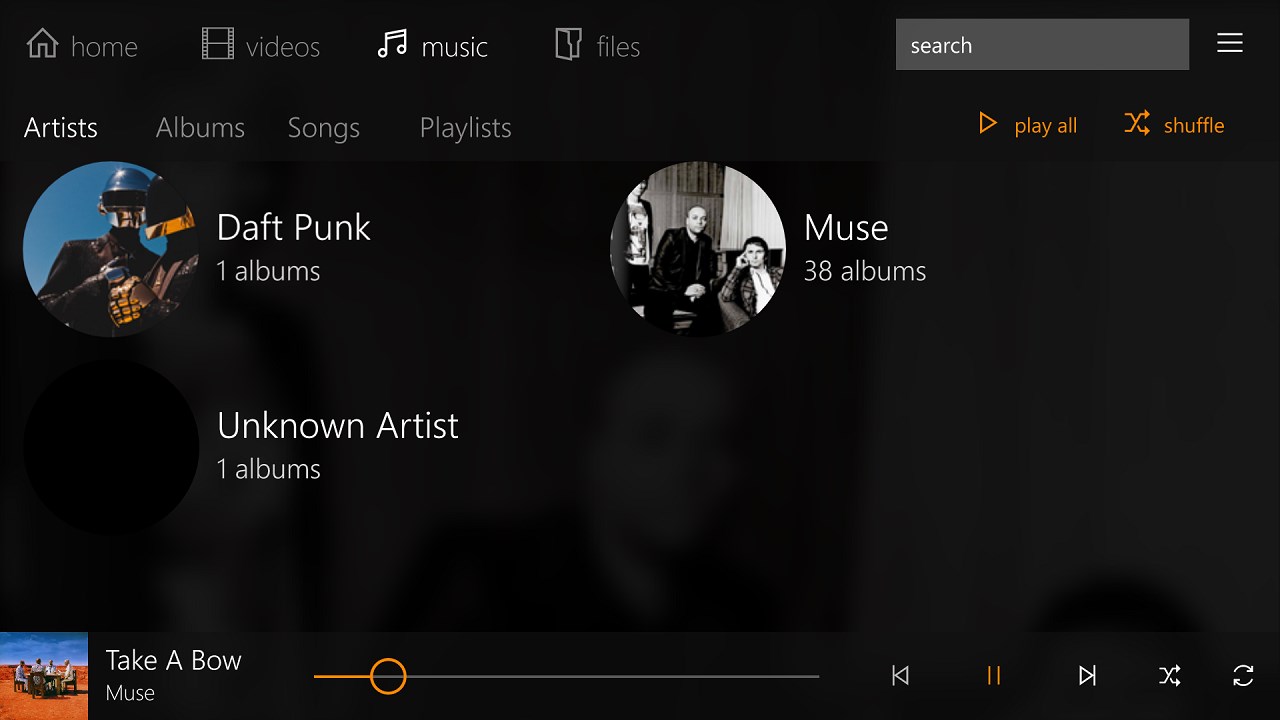 home videos music files search
Artists Albums Songs Playlists play all shuffle
Daft Punk
1 albums
Muse
38 albums
Unknown Artist
1 albums
Take A Bow
Muse